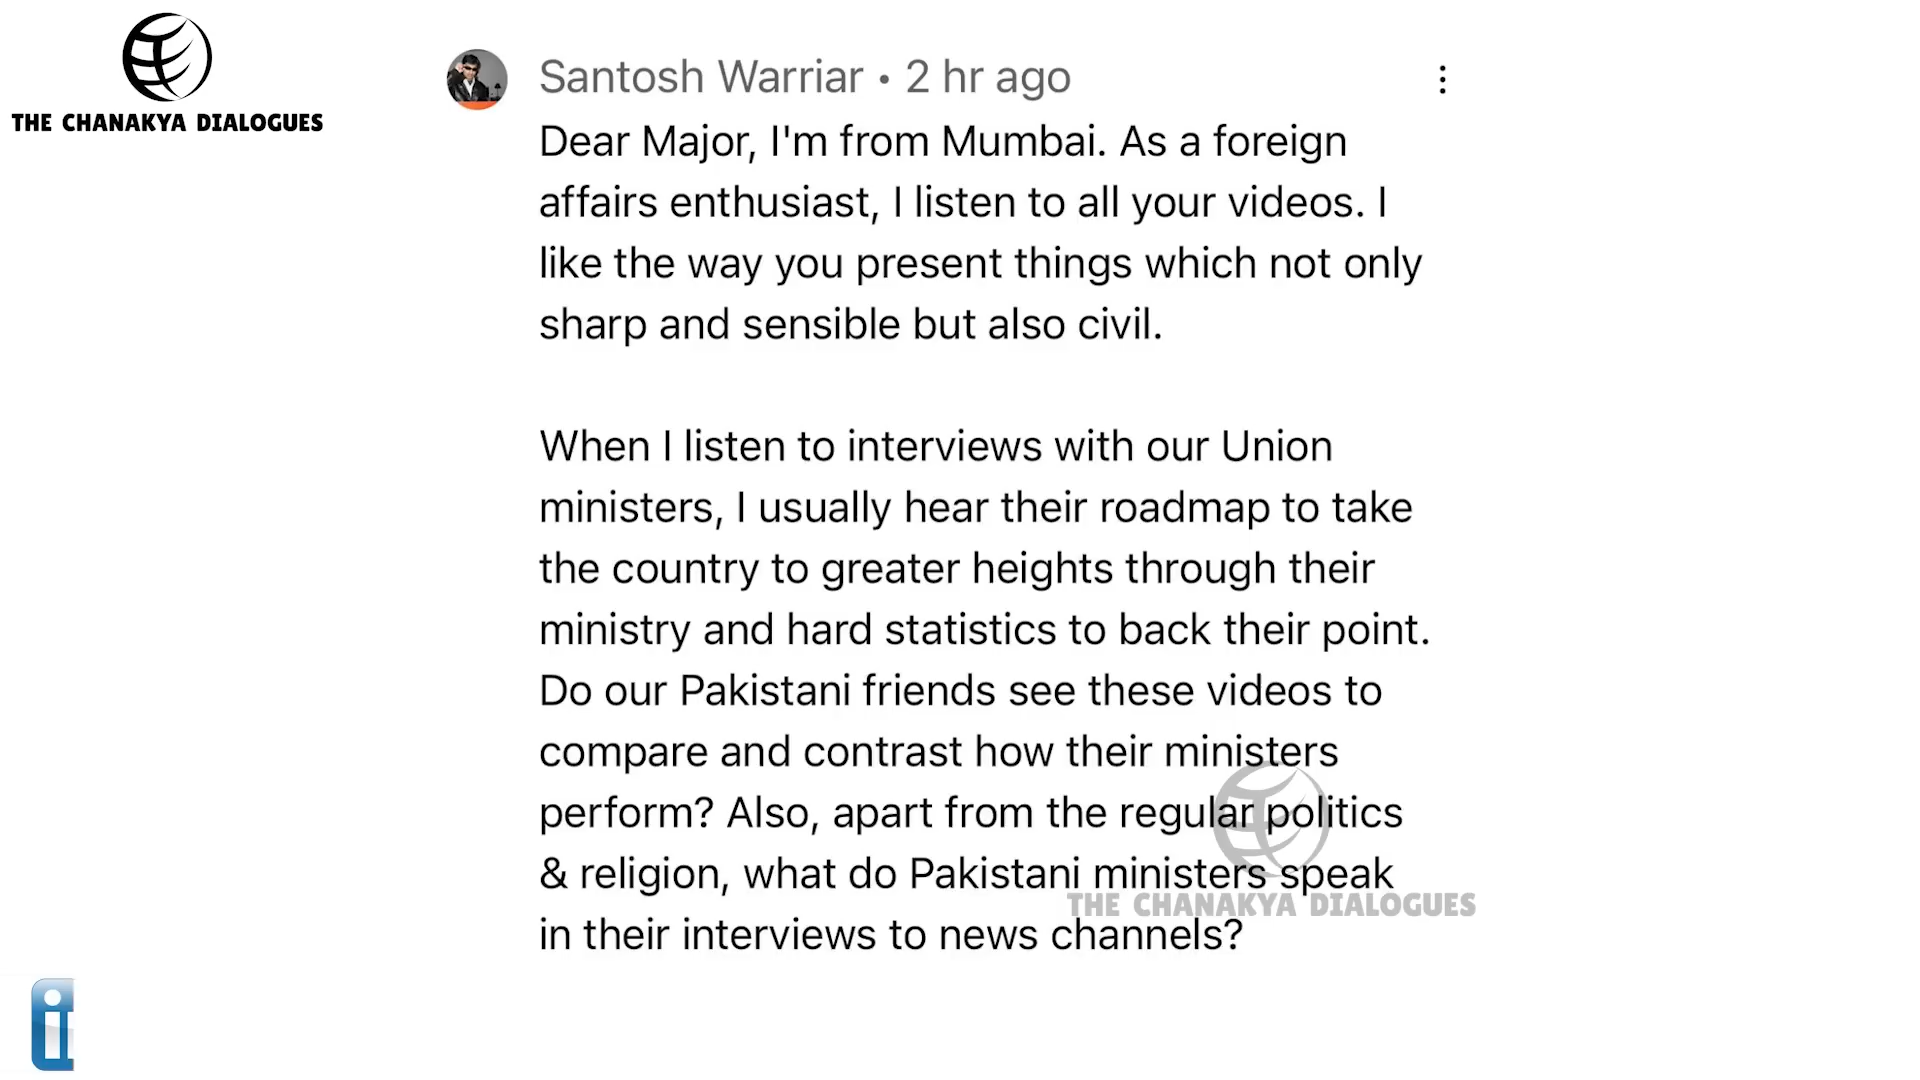 THE CHANAKYA DIALOGUES
Santosh Warriar • 2 hr ago
Dear Major, I'm from Mumbai. As a foreign
affairs enthusiast, I listen to all your videos. I
like the way you present things which not only
sharp and sensible but also civil.
When I listen to interviews with our Union
ministers, I usually hear their roadmap to take
the country to greater heights through their
ministry and hard statistics to back their point.
Do our Pakistani friends see these videos to
compare and contrast how their ministers
perform? Also, apart from the regular politics
& religion, what do Pakistani ministers speak
THE CHANAKYA DIALOGUES
in their interviews to news channels?